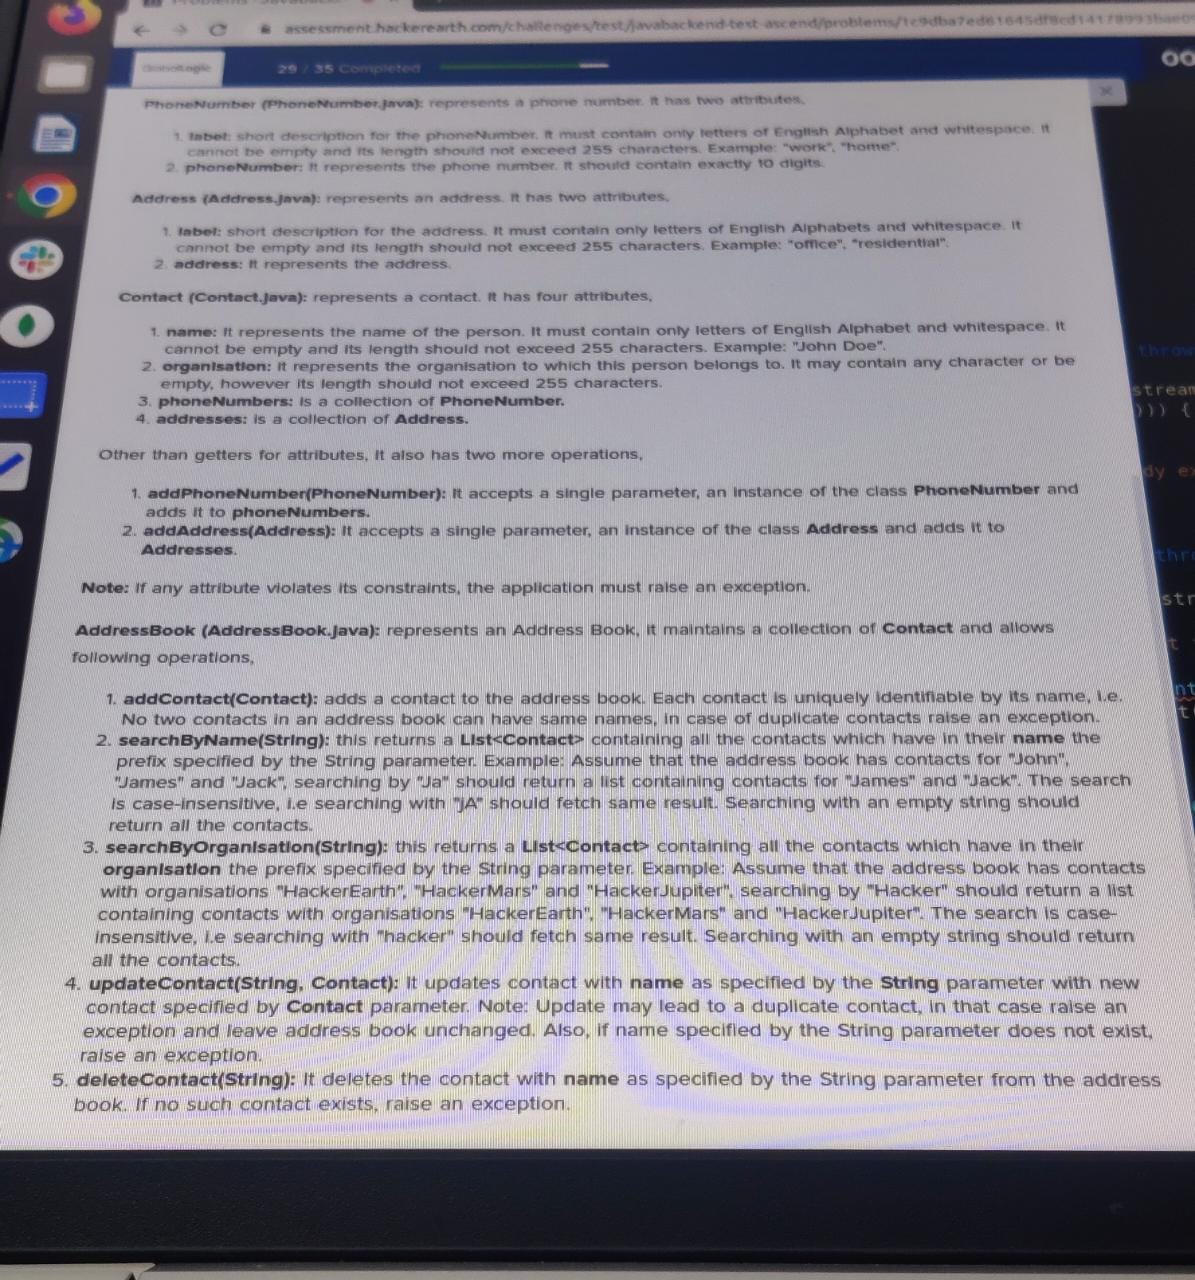 assessment.hackerearth.com/challenges/test/javabackend-test-ascend/problems/1c9dba7ed61645df8cd14178993bae0
29 / 35 Completed
PhoneNumber (PhoneNumber.java): represents a phone number. It has two attributes,
1. label: short description for the phoneNumber. It must contain only letters of English Alphabet and whitespace. It
cannot be empty and its length should not exceed 255 characters. Example: "work", "home".
2. phoneNumber: It represents the phone number. It should contain exactly 10 digits.
Address (Address.java): represents an address. It has two attributes,
1. label: short description for the address. It must contain only letters of English Alphabets and whitespace. It
cannot be empty and its length should not exceed 255 characters. Example: "office", "residential".
2. address: It represents the address.
Contact (Contact.java): represents a contact. It has four attributes,
1. name: It represents the name of the person. It must contain only letters of English Alphabet and whitespace. It
cannot be empty and its length should not exceed 255 characters. Example: "John Doe".
2. organisation: It represents the organisation to which this person belongs to. It may contain any character or be
empty, however its length should not exceed 255 characters.
3. phoneNumbers: is a collection of PhoneNumber.
4. addresses: is a collection of Address.
Other than getters for attributes, it also has two more operations,
1. addPhoneNumber(PhoneNumber): It accepts a single parameter, an instance of the class PhoneNumber and
adds it to phoneNumbers.
2. addAddress(Address): It accepts a single parameter, an instance of the class Address and adds it to
Addresses.
Note: If any attribute violates its constraints, the application must raise an exception.
AddressBook (AddressBook.java): represents an Address Book, it maintains a collection of Contact and allows
following operations,
1. addContact(Contact): adds a contact to the address book. Each contact is uniquely identifiable by its name, i.e.
No two contacts in an address book can have same names, in case of duplicate contacts raise an exception.
2. searchByName(String): this returns a List<Contact> containing all the contacts which have in their name the
prefix specified by the String parameter. Example: Assume that the address book has contacts for "John",
"James" and "Jack", searching by "Ja" should return a list containing contacts for "James" and "Jack". The search
is case-insensitive, i.e searching with "JA" should fetch same result. Searching with an empty string should
return all the contacts.
3. searchByOrganisation(String): this returns a List<Contact> containing all the contacts which have in their
organisation the prefix specified by the String parameter. Example: Assume that the address book has contacts
with organisations "HackerEarth", "HackerMars" and "HackerJupiter", searching by "Hacker" should return a list
containing contacts with organisations "HackerEarth", "HackerMars" and "HackerJupiter". The search is case-
insensitive, i.e searching with "hacker" should fetch same result. Searching with an empty string should return
all the contacts.
4. updateContact(String, Contact): It updates contact with name as specified by the String parameter with new
contact specified by Contact parameter. Note: Update may lead to a duplicate contact, in that case raise an
exception and leave address book unchanged. Also, if name specified by the String parameter does not exist,
raise an exception.
5. deleteContact(String): It deletes the contact with name as specified by the String parameter from the address
book. If no such contact exists, raise an exception.
throw
stream
))) {
dy ex
thr
str